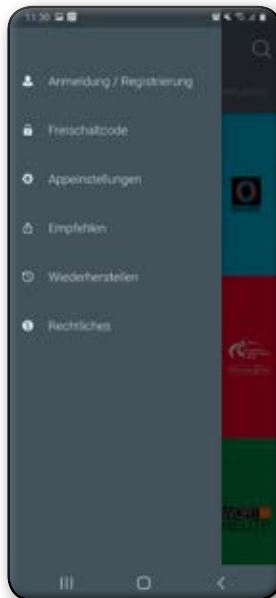 11:30
Anmeldung / Registrierung
Freischaltcode
Appeinstellungen
Empfehlen
Wiederherstellen
Rechtliches